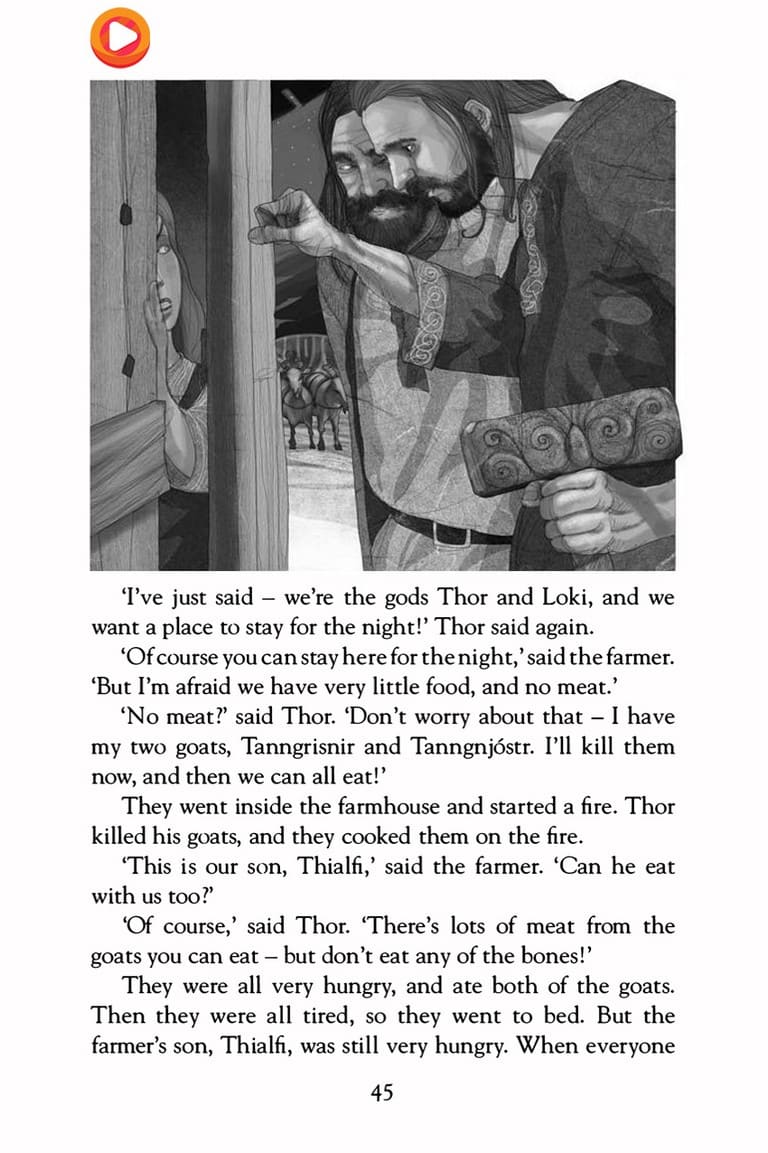 ‘I’ve just said – we’re the gods Thor and Loki, and we
want a place to stay for the night!’ Thor said again.
‘Of course you can stay here for the night,’ said the farmer.
‘But I’m afraid we have very little food, and no meat.’
‘No meat?’ said Thor. ‘Don’t worry about that – I have
my two goats, Tanngrisnir and Tanngnjóstr. I’ll kill them
now, and then we can all eat!’
They went inside the farmhouse and started a fire. Thor
killed his goats, and they cooked them on the fire.
‘This is our son, Thialfi,’ said the farmer. ‘Can he eat
with us too?’
‘Of course,’ said Thor. ‘There’s lots of meat from the
goats you can eat – but don’t eat any of the bones!’
They were all very hungry, and ate both of the goats.
Then they were all tired, so they went to bed. But the
farmer’s son, Thialfi, was still very hungry. When everyone
45